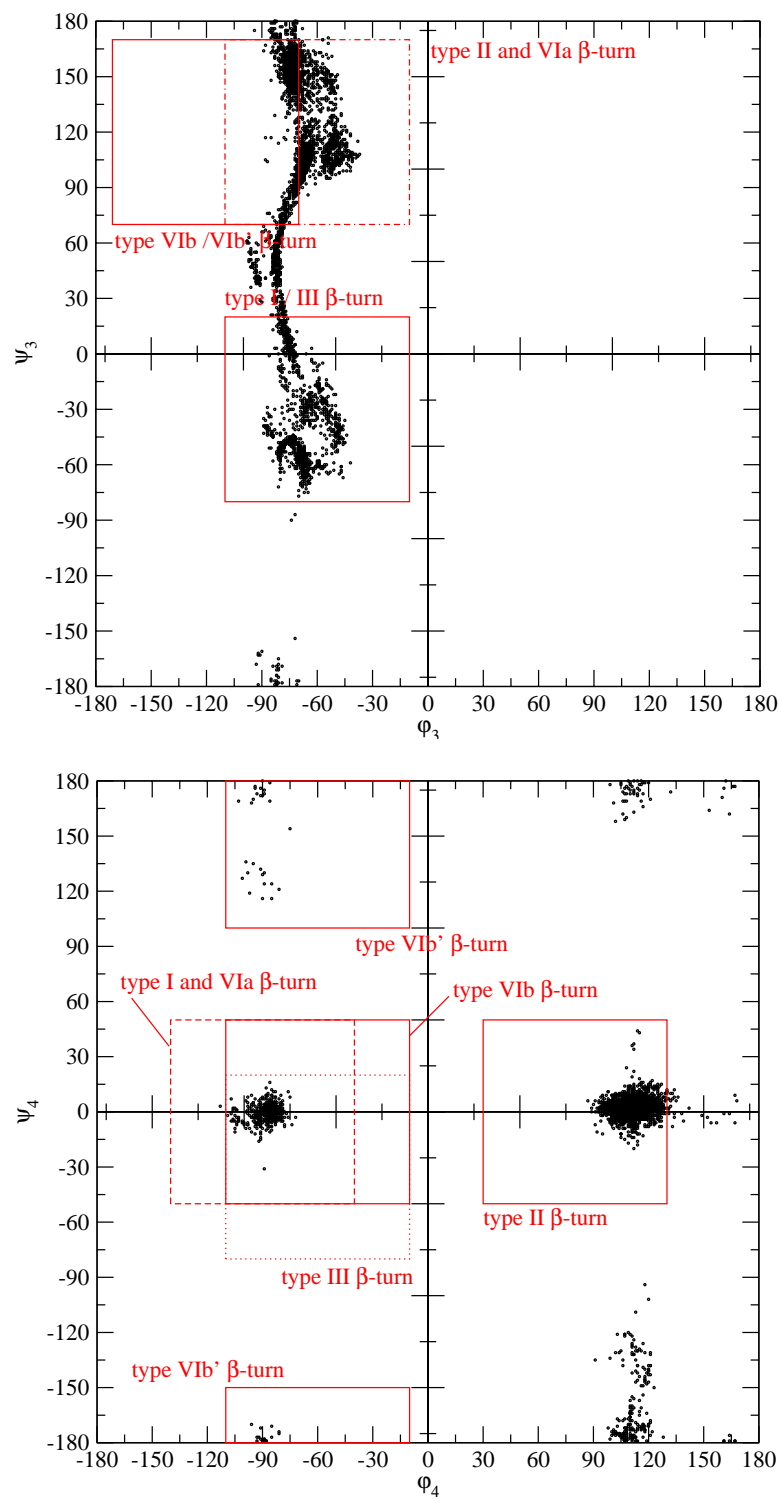 180
150
120
90
60
30
0
-30
-60
-90
-120
-150
-180
ψ3
type II and VIa β-turn
type VIb /VIb' β-turn
type I / III β-turn
-180 -150 -120 -90 -60 -30 0 30 60 90 120 150 180
φ3
180
150
120
90
60
30
0
-30
-60
-90
-120
-150
-180
ψ4
type VIb' β-turn
type I and VIa β-turn
type VIb β-turn
type II β-turn
type III β-turn
type VIb' β-turn
-180 -150 -120 -90 -60 -30 0 30 60 90 120 150 180
φ4